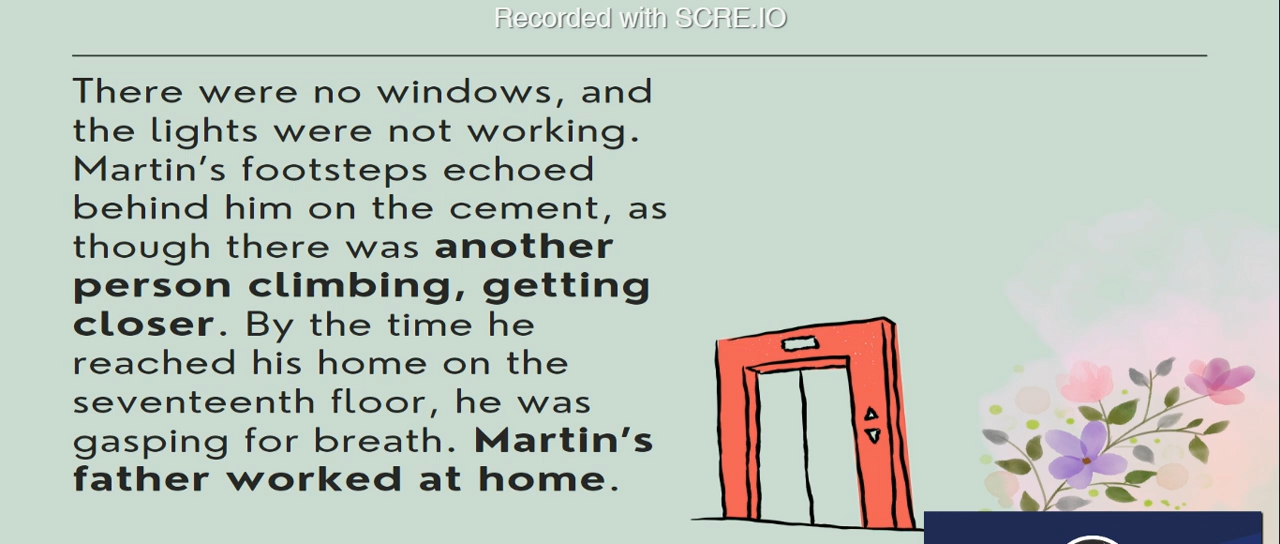 Recorded with SCRE.IO
There were no windows, and
the lights were not working.
Martin’s footsteps echoed
behind him on the cement, as
though there was another
person climbing, getting
closer. By the time he
reached his home on the
seventeenth floor, he was
gasping for breath. Martin’s
father worked at home.